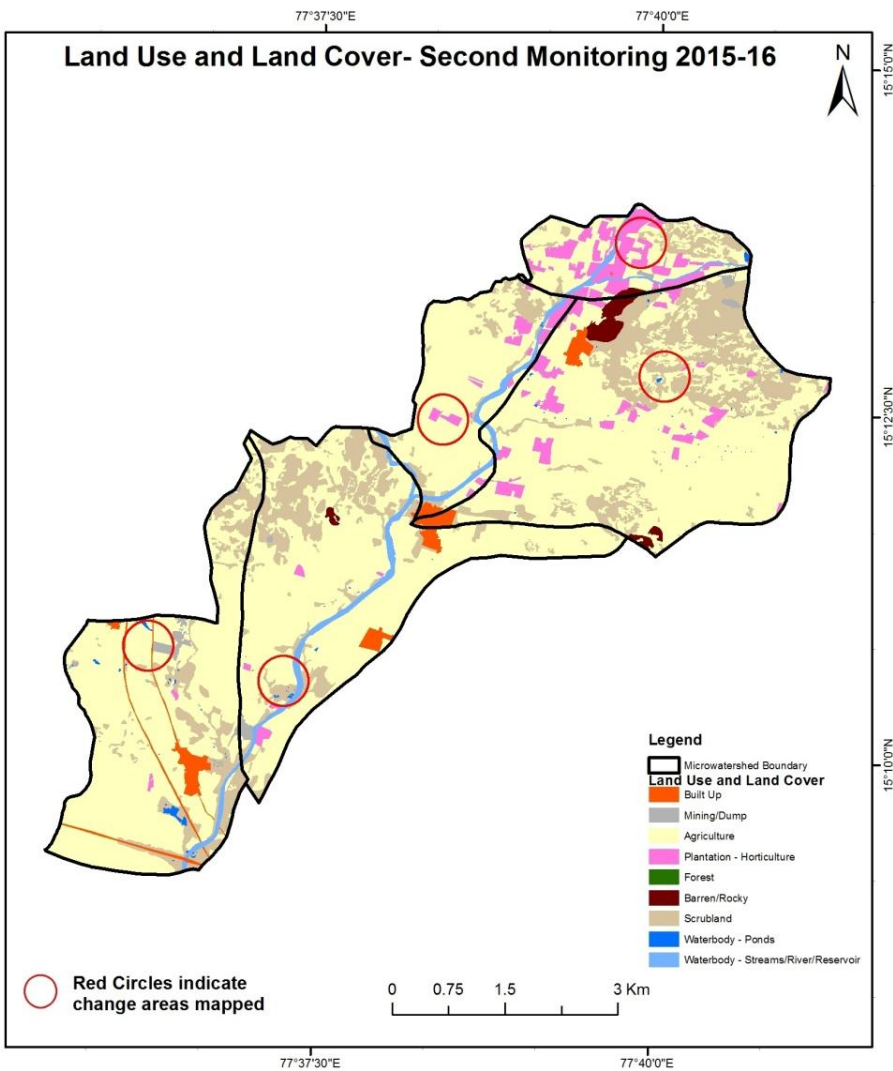 77°37'30"E
77°40'0"E
Land Use and Land Cover- Second Monitoring 2015-16
N
15°15'0"N
15°12'30"N
15°10'0"N
Legend
Microwatershed Boundary
Land Use and Land Cover
Built Up
Mining/Dump
Agriculture
Plantation - Horticulture
Forest
Barren/Rocky
Scrubland
Waterbody - Ponds
Waterbody - Streams/River/Reservoir
Red Circles indicate
change areas mapped
0 0.75 1.5 3 Km
77°37'30"E
77°40'0"E